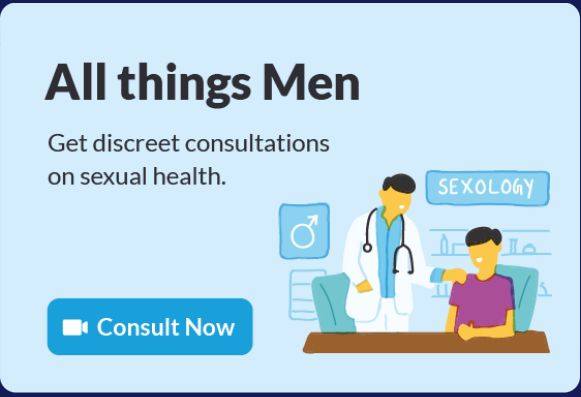 All things Men
Get discreet consultations
on sexual health.
SEXOLOGY
Consult Now